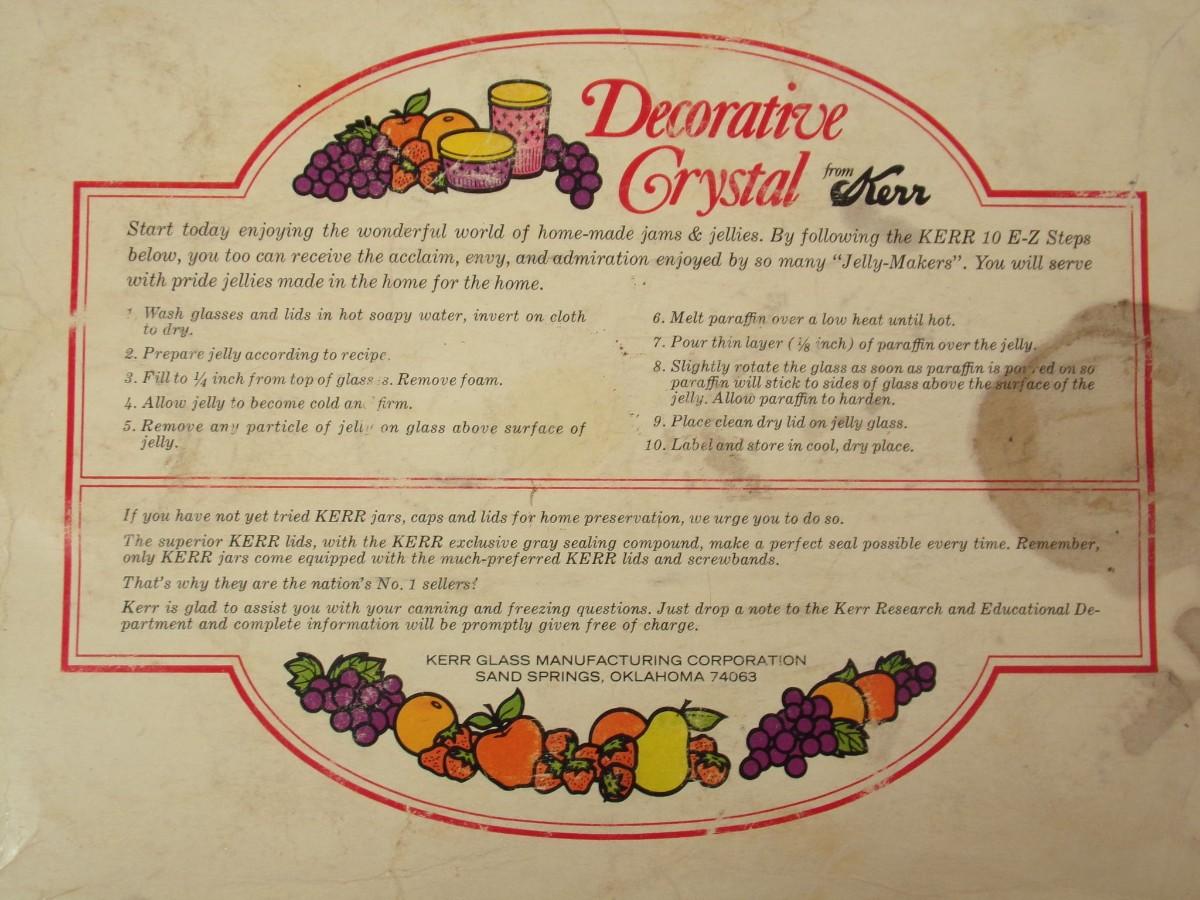 Decorative
Crystal from Kerr
Start today enjoying the wonderful world of home-made jams & jellies. By following the KERR 10 E-Z Steps
below, you too can receive the acclaim, envy, and admiration enjoyed by so many “Jelly-Makers”. You will serve
with pride jellies made in the home for the home.
1. Wash glasses and lids in hot soapy water, invert on cloth
to dry.
2. Prepare jelly according to recipe.
3. Fill to ¼ inch from top of glasses. Remove foam.
4. Allow jelly to become cold and firm.
5. Remove any particle of jelly on glass above surface of
jelly.
6. Melt paraffin over a low heat until hot.
7. Pour thin layer (⅛ inch) of paraffin over the jelly.
8. Slightly rotate the glass as soon as paraffin is poured on so
paraffin will stick to sides of glass above the surface of the
jelly. Allow paraffin to harden.
9. Place clean dry lid on jelly glass.
10. Label and store in cool, dry place.
If you have not yet tried KERR jars, caps and lids for home preservation, we urge you to do so.
The superior KERR lids, with the KERR exclusive gray sealing compound, make a perfect seal possible every time. Remember,
only KERR jars come equipped with the much-preferred KERR lids and screwbands.
That's why they are the nation's No. 1 sellers!
Kerr is glad to assist you with your canning and freezing questions. Just drop a note to the Kerr Research and Educational De-
partment and complete information will be promptly given free of charge.
KERR GLASS MANUFACTURING CORPORATION
SAND SPRINGS, OKLAHOMA 74063